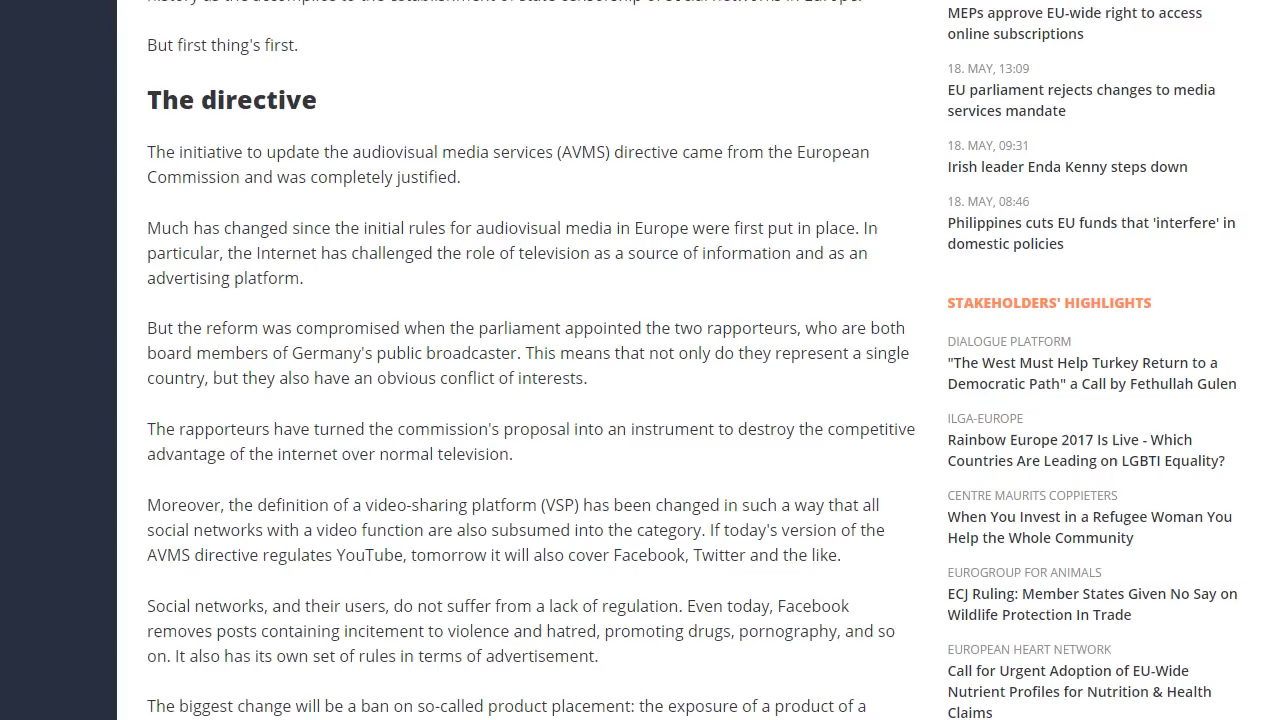 history as the accomplice to the establishment of state censorship of social networks in Europe.
But first thing's first.
The directive
The initiative to update the audiovisual media services (AVMS) directive came from the European
Commission and was completely justified.
Much has changed since the initial rules for audiovisual media in Europe were first put in place. In
particular, the Internet has challenged the role of television as a source of information and as an
advertising platform.
But the reform was compromised when the parliament appointed the two rapporteurs, who are both
board members of Germany's public broadcaster. This means that not only do they represent a single
country, but they also have an obvious conflict of interests.
The rapporteurs have turned the commission's proposal into an instrument to destroy the competitive
advantage of the internet over normal television.
Moreover, the definition of a video-sharing platform (VSP) has been changed in such a way that all
social networks with a video function are also subsumed into the category. If today's version of the
AVMS directive regulates YouTube, tomorrow it will also cover Facebook, Twitter and the like.
Social networks, and their users, do not suffer from a lack of regulation. Even today, Facebook
removes posts containing incitement to violence and hatred, promoting drugs, pornography, and so
on. It also has its own set of rules in terms of advertisement.
The biggest change will be a ban on so-called product placement: the exposure of a product of a
MEPs approve EU-wide right to access
online subscriptions
18. MAY, 13:09
EU parliament rejects changes to media
services mandate
18. MAY, 09:31
Irish leader Enda Kenny steps down
18. MAY, 08:46
Philippines cuts EU funds that 'interfere' in
domestic policies
STAKEHOLDERS' HIGHLIGHTS
DIALOGUE PLATFORM
"The West Must Help Turkey Return to a
Democratic Path" a Call by Fethullah Gulen
ILGA-EUROPE
Rainbow Europe 2017 Is Live - Which
Countries Are Leading on LGBTI Equality?
CENTRE MAURITS COPPIETERS
When You Invest in a Refugee Woman You
Help the Whole Community
EUROGROUP FOR ANIMALS
ECJ Ruling: Member States Given No Say on
Wildlife Protection In Trade
EUROPEAN HEART NETWORK
Call for Urgent Adoption of EU-Wide
Nutrient Profiles for Nutrition & Health
Claims